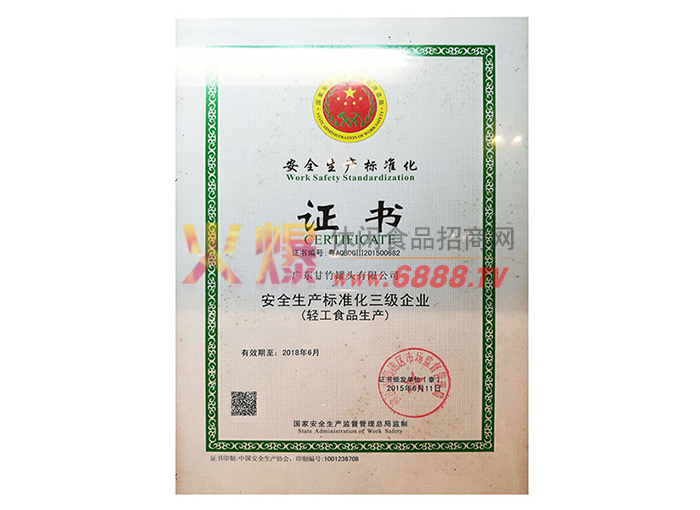 STATE ADMINISTRATION OF WORK SAFETY
安全生产标准化
Work Safety Standardization
证书
CERTIFICATE
证书编号：粤AQBQGⅢ201500682
火爆休闲食品招商网
www.6888.tv
广东甘竹罐头有限公司
安全生产标准化三级企业
(轻工食品生产)
有效期至：2018年6月
证书颁发单位（章）
2015年6月11日
国家安全生产监督管理总局监制
State Administration of Work Safety
证书印制：中国安全生产协会，印制编号：1001236708